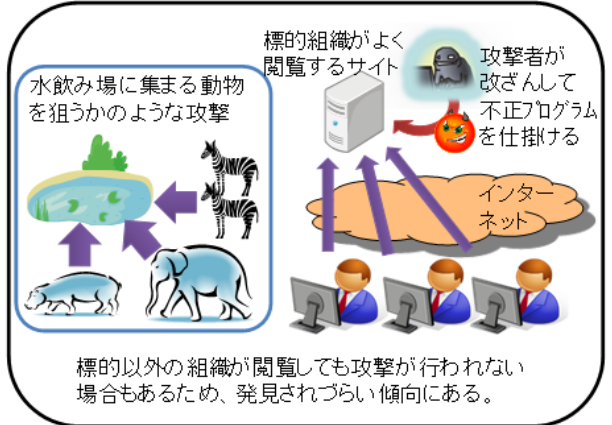 水飲み場に集まる動物
を狙うかのような攻撃
標的組織がよく
閲覧するサイト
攻撃者が
改ざんして
不正プログラム
を仕掛ける
インター
ネット
標的以外の組織が閲覧しても攻撃が行われない
場合もあるため、発見されづらい傾向にある。